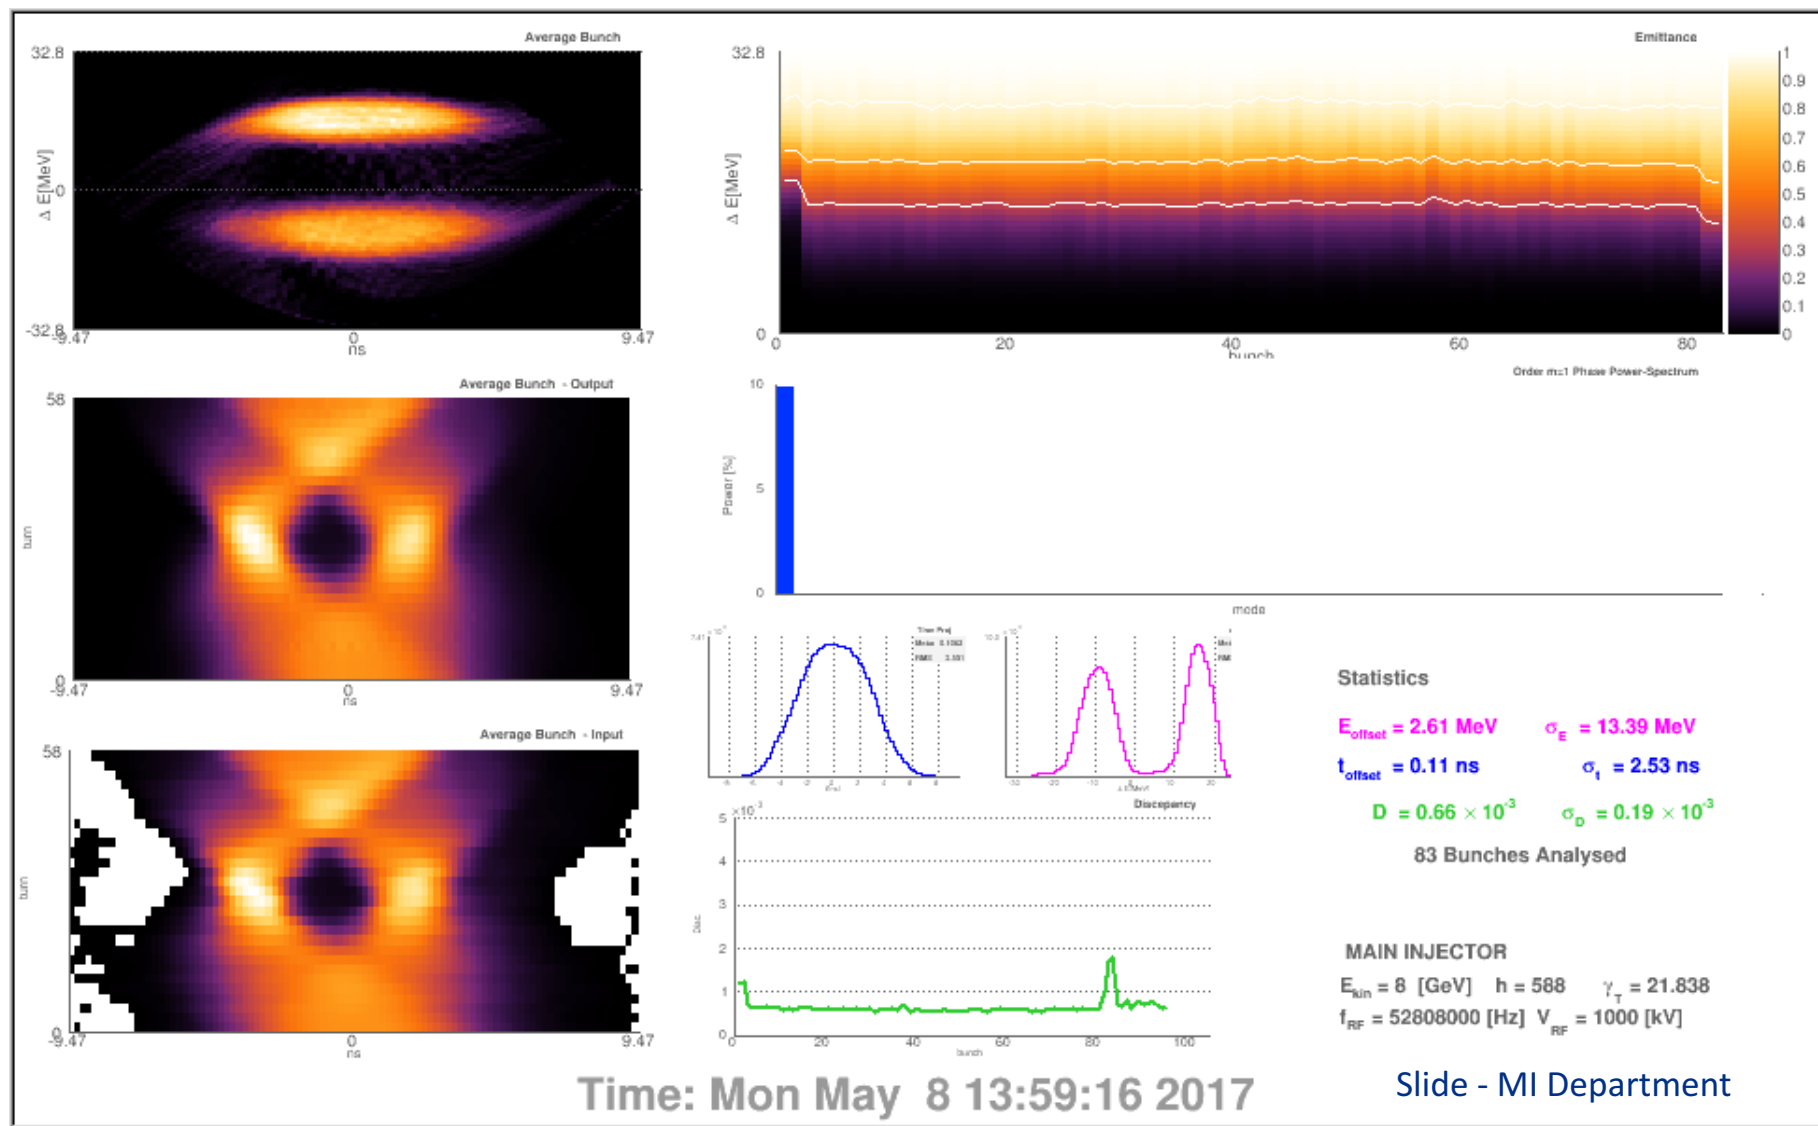 Average Bunch
32.8
Δ E[MeV]
0
-32.8
-9.47
0
9.47
ns
Emittance
32.8
Δ E[MeV]
0
0
20
40
60
80
bunch
1
0.9
0.8
0.7
0.6
0.5
0.4
0.3
0.2
0.1
0
Average Bunch - Output
58
turn
0
-9.47
0
9.47
ns
Order m=1 Phase Power-Spectrum
10
5
0
Power [%]
mode
Average Bunch - Input
58
turn
0
-9.47
0
9.47
ns
Time Proj
RMS
Discepancy
×10⁻³
5
4
3
2
1
0
Disc.
0
20
40
60
80
100
bunch
Statistics
E_offset = 2.61 MeV σ_E = 13.39 MeV
t_offset = 0.11 ns σ_t = 2.53 ns
D = 0.66 × 10⁻³ σ_D = 0.19 × 10⁻³
83 Bunches Analysed
MAIN INJECTOR
E_kin = 8 [GeV] h = 588 γ_T = 21.838
f_RF = 52808000 [Hz] V_RF = 1000 [kV]
Time: Mon May 8 13:59:16 2017
Slide - MI Department